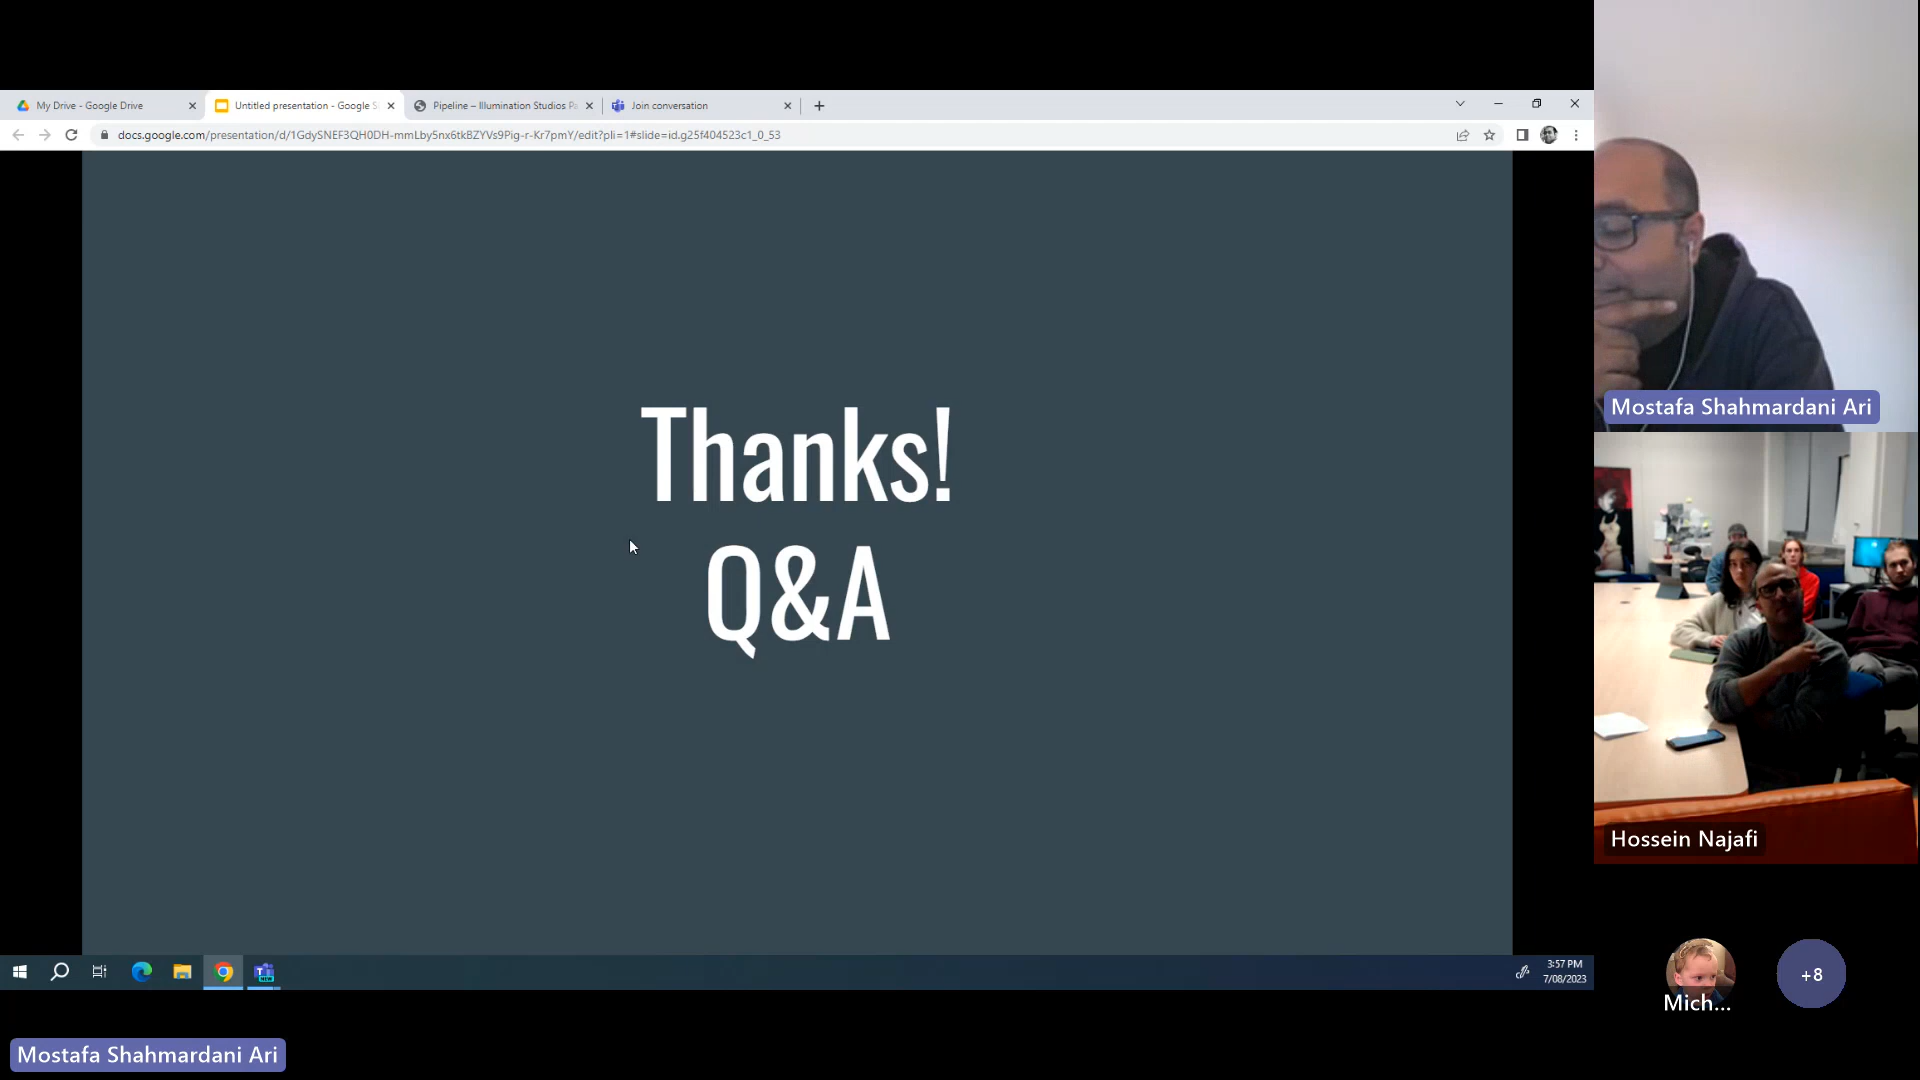 My Drive - Google Drive
Untitled presentation - Google S
Pipeline – Illumination Studios Pa
Join conversation
docs.google.com/presentation/d/1GdySNEF3QH0DH-mmLby5nx6tkBZYVs9Pig-r-Kr7pmY/edit?pli=1#slide=id.g25f404523c1_0_53
Thanks!
Q&A
Mostafa Shahmardani Ari
Hossein Najafi
Mich...
+8
3:57 PM
7/08/2023
Mostafa Shahmardani Ari